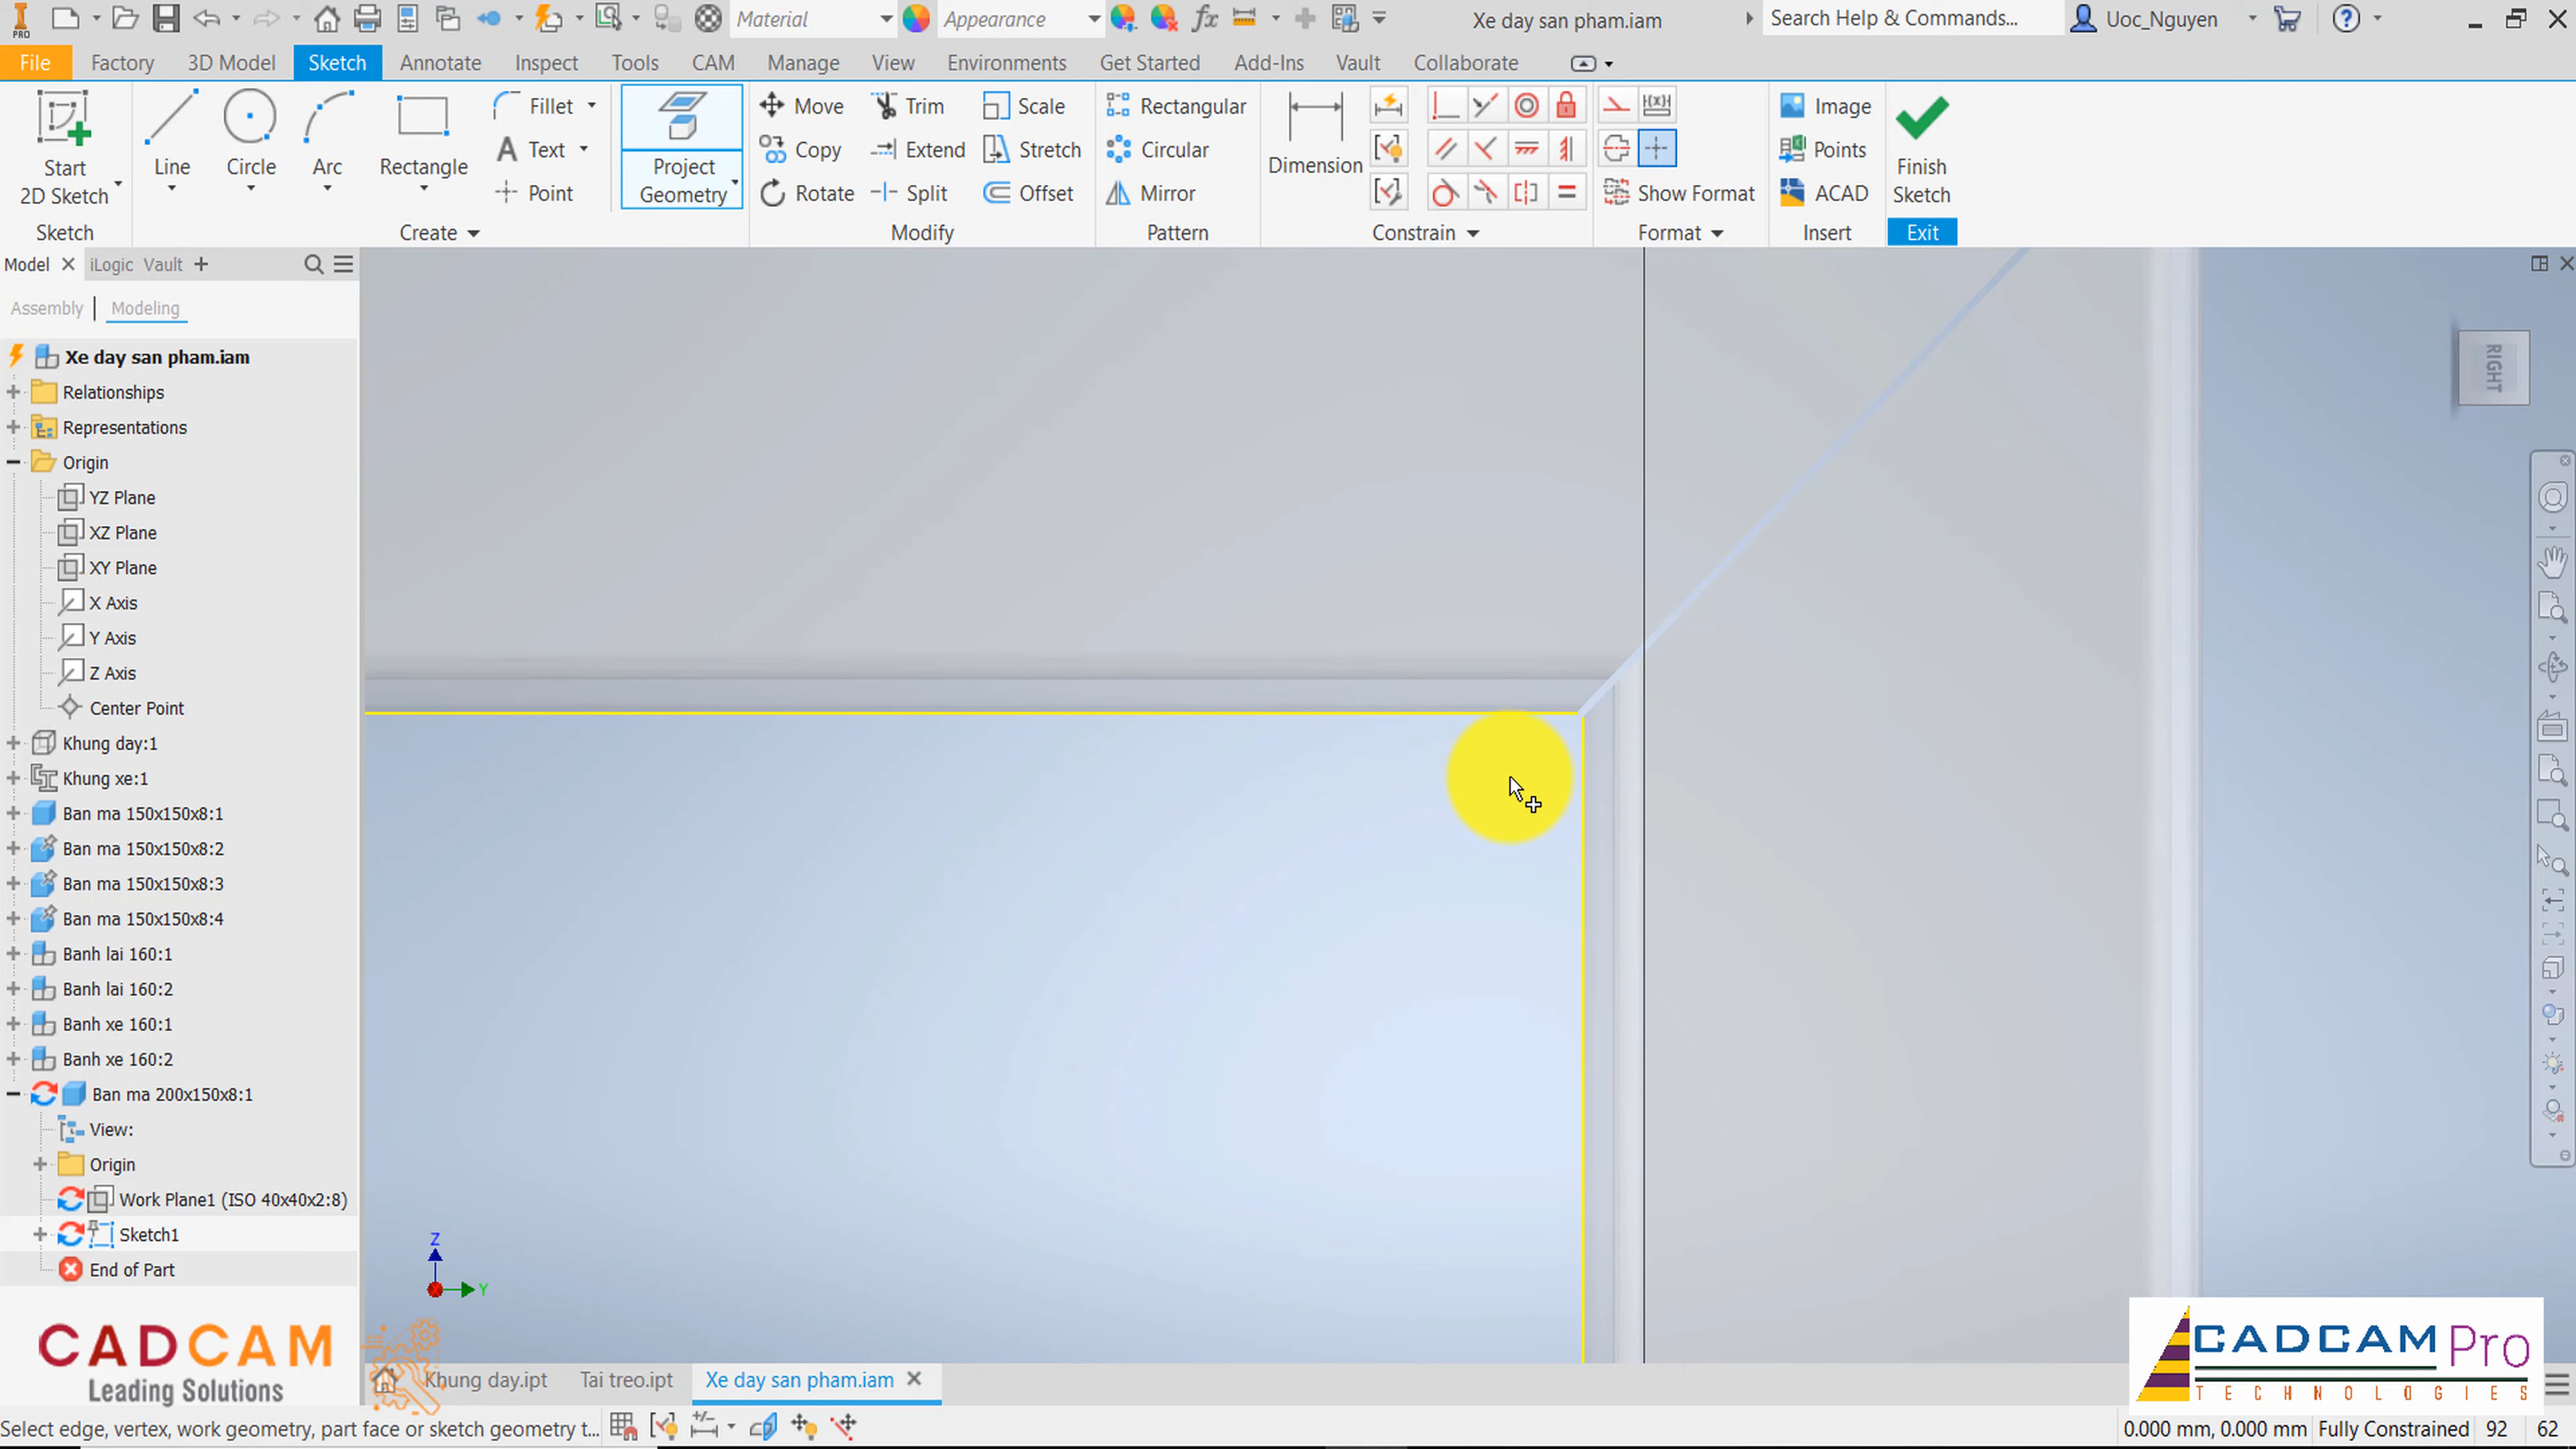 PRO
Material
Appearance
fx
Xe day san pham.iam
Search Help & Commands...
Uoc_Nguyen
File
Factory
3D Model
Sketch
Annotate
Inspect
Tools
CAM
Manage
View
Environments
Get Started
Add-Ins
Vault
Collaborate
Start
2D Sketch
Line
Circle
Arc
Rectangle
Fillet
Text
Point
Project
Geometry
Move
Copy
Rotate
Trim
Extend
Split
Scale
Stretch
Offset
Rectangular
Circular
Mirror
Dimension
Show Format
Image
Points
ACAD
Finish
Sketch
Sketch
Create
Modify
Pattern
Constrain
Format
Insert
Exit
Model
iLogic
Vault
Assembly
Modeling
Xe day san pham.iam
Relationships
Representations
Origin
YZ Plane
XZ Plane
XY Plane
X Axis
Y Axis
Z Axis
Center Point
Khung day:1
Khung xe:1
Ban ma 150x150x8:1
Ban ma 150x150x8:2
Ban ma 150x150x8:3
Ban ma 150x150x8:4
Banh lai 160:1
Banh lai 160:2
Banh xe 160:1
Banh xe 160:2
Ban ma 200x150x8:1
View:
Origin
Work Plane1 (ISO 40x40x2:8)
Sketch1
End of Part
RIGHT
Z
Y
CADCAM
Leading Solutions
Khung day.ipt
Tai treo.ipt
Xe day san pham.iam
CADCAM Pro
TECHNOLOGIES
Select edge, vertex, work geometry, part face or sketch geometry t...
0.000 mm, 0.000 mm
Fully Constrained
92
62